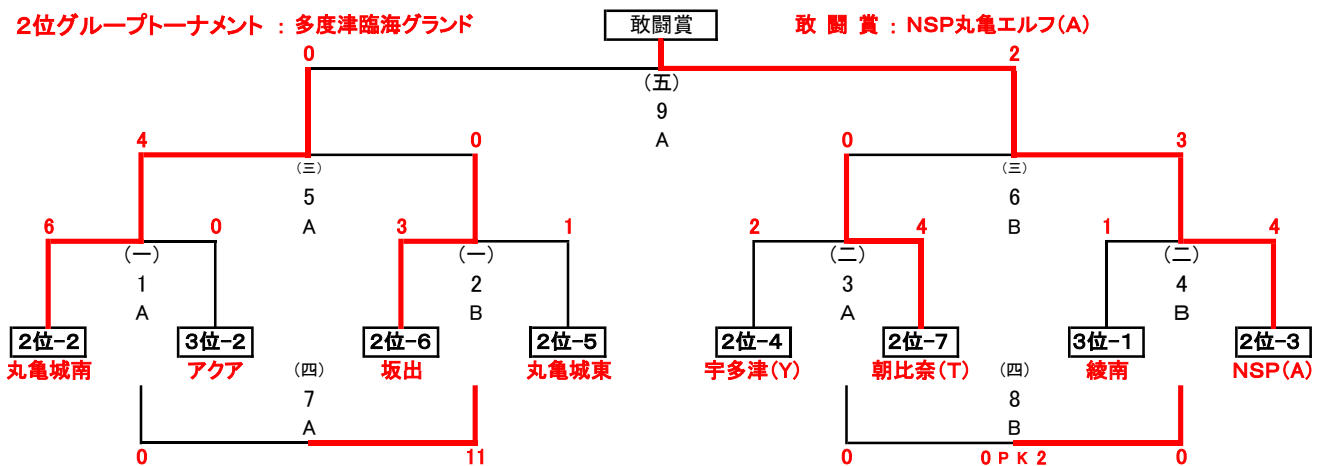 2位グループトーナメント : 多度津臨海グランド
敢闘賞
敢 闘 賞 : NSP丸亀エルフ(A)
0
2
(五)
9
A
4
0
0
3
(三)
5
A
(三)
6
B
6
0
3
1
2
4
1
4
(一)
1
A
(一)
2
B
(二)
3
A
(二)
4
B
2位-2
3位-2
2位-6
2位-5
2位-4
2位-7
3位-1
2位-3
丸亀城南
アクア
坂出
丸亀城東
宇多津(Y)
朝比奈(T)
綾南
NSP(A)
(四)
7
A
(四)
8
B
0
11
0
0 P K 2
0